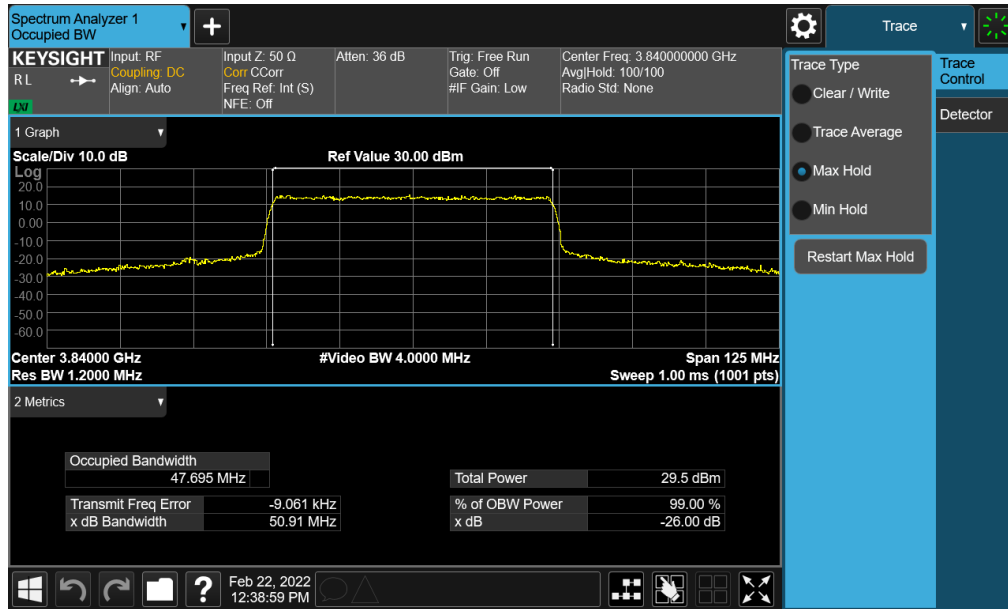 Spectrum Analyzer 1
Occupied BW
Trace
KEYSIGHT
R L
LXI
Input: RF
Coupling: DC
Align: Auto
Input Z: 50 Ω
Corr CCorr
Freq Ref: Int (S)
NFE: Off
Atten: 36 dB
Trig: Free Run
Gate: Off
#IF Gain: Low
Center Freq: 3.840000000 GHz
Avg|Hold: 100/100
Radio Std: None
Trace Type
Clear / Write
Trace Average
Max Hold
Min Hold
Restart Max Hold
Trace
Control
Detector
1 Graph
Scale/Div 10.0 dB
Ref Value 30.00 dBm
Log
20.0
10.0
0.00
-10.0
-20.0
-30.0
-40.0
-50.0
-60.0
Center 3.84000 GHz
#Video BW 4.0000 MHz
Span 125 MHz
Res BW 1.2000 MHz
Sweep 1.00 ms (1001 pts)
2 Metrics
Occupied Bandwidth
47.695 MHz
Total Power 29.5 dBm
Transmit Freq Error -9.061 kHz
% of OBW Power 99.00 %
x dB Bandwidth 50.91 MHz
x dB -26.00 dB
?
Feb 22, 2022
12:38:59 PM